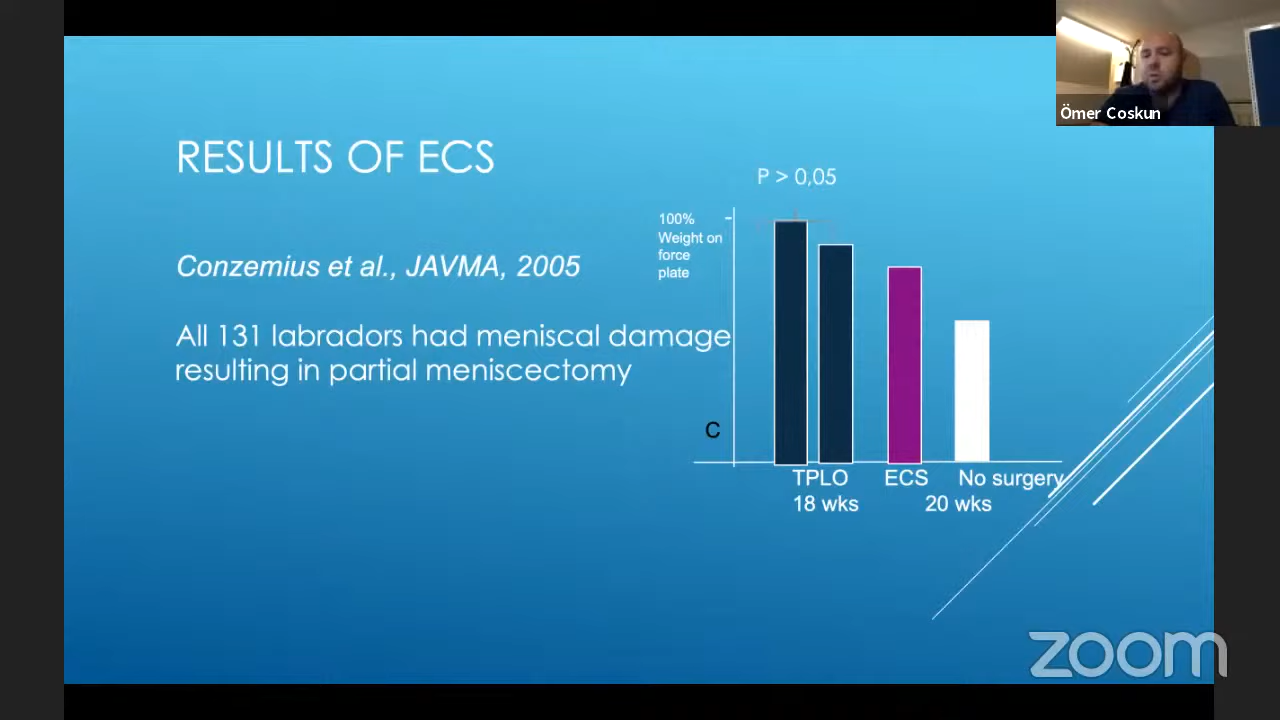 Ömer Coskun
RESULTS OF ECS
P > 0,05
100%
Weight on
force
plate
Conzemius et al., JAVMA, 2005
All 131 labradors had meniscal damage
resulting in partial meniscectomy
C
TPLO ECS No surgery
18 wks 20 wks
zoom